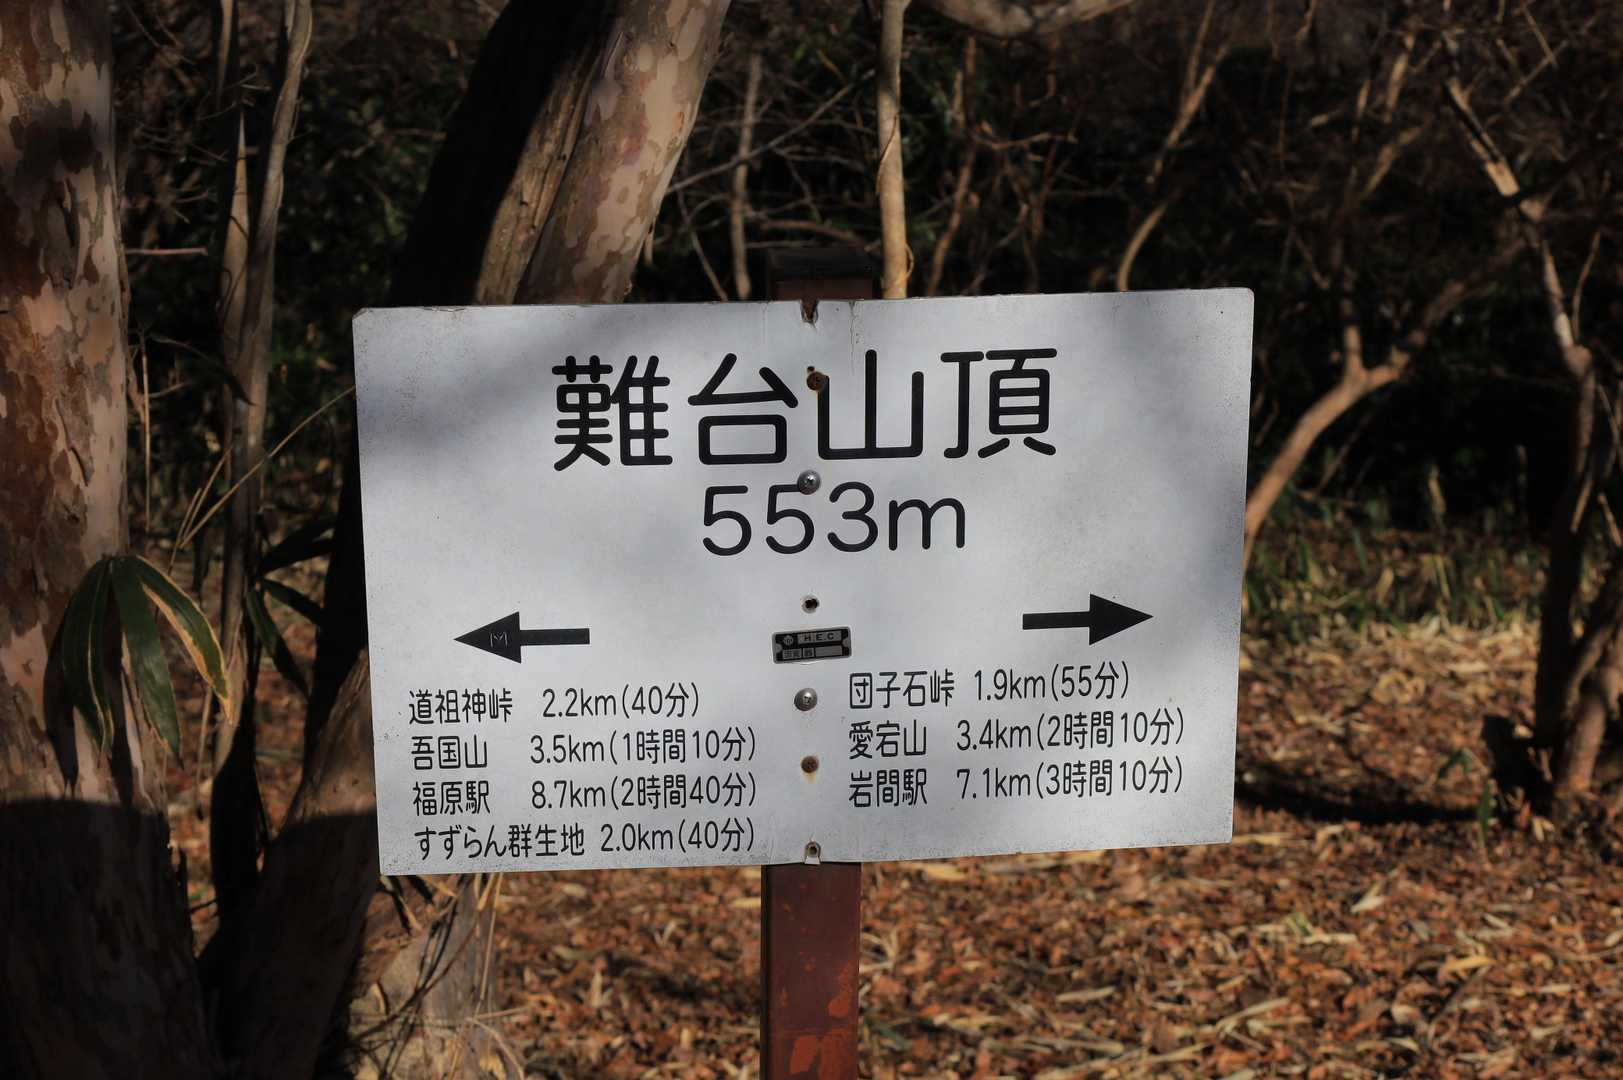 難台山頂
553m
道祖神峠 2.2km(40分)
吾国山 3.5km(1時間10分)
福原駅 8.7km(2時間40分)
すずらん群生地 2.0km(40分)
H.E.C
団子石峠 1.9km(55分)
愛宕山 3.4km(2時間10分)
岩間駅 7.1km(3時間10分)